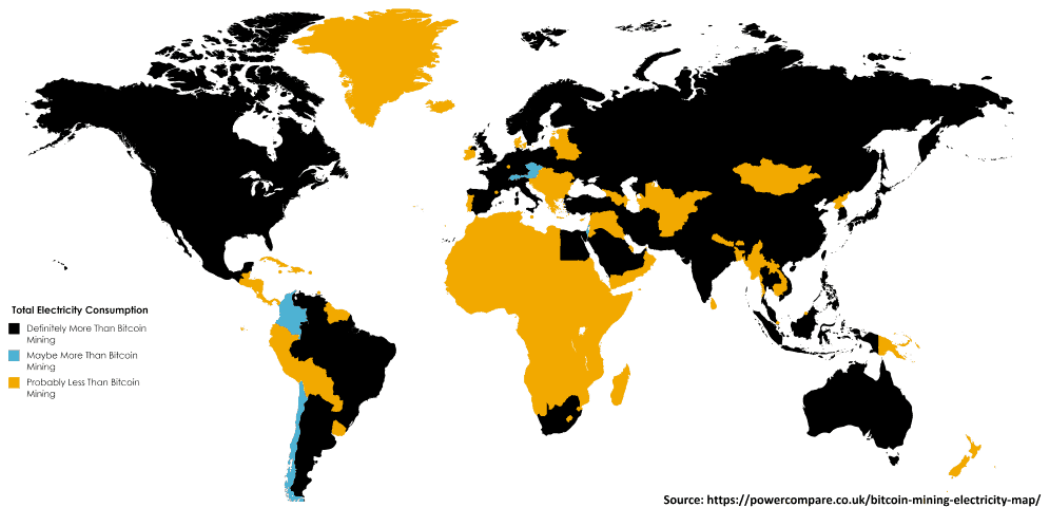 Total Electricity Consumption
Definitely More Than Bitcoin
Mining
Maybe More Than Bitcoin
Mining
Probably Less Than Bitcoin
Mining
Source: https://powercompare.co.uk/bitcoin-mining-electricity-map/